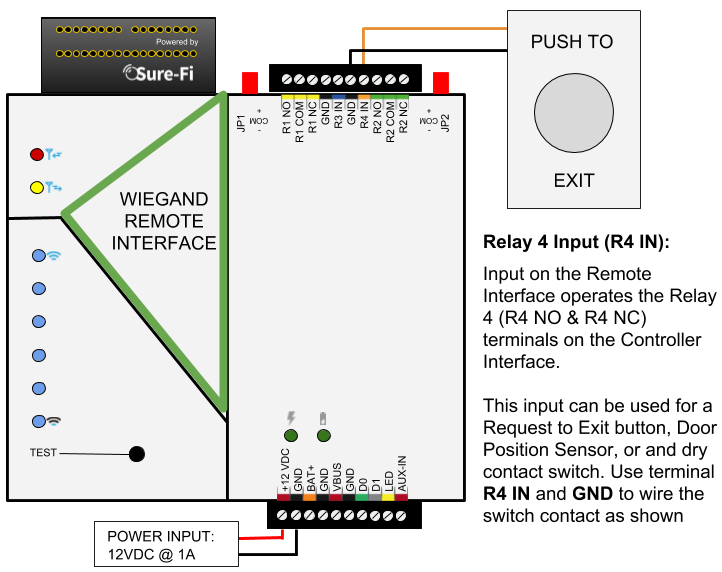 Powered by
Sure-Fi
PUSH TO
EXIT
JP1
+ COM -
R1 NO
R1 COM
R1 NC
GND
R3 IN
GND
R4 IN
R2 NO
R2 COM
R2 NC
+ COM -
JP2
WIEGAND
REMOTE
INTERFACE
Relay 4 Input (R4 IN):
Input on the Remote
Interface operates the Relay
4 (R4 NO & R4 NC)
terminals on the Controller
Interface.
This input can be used for a
Request to Exit button, Door
Position Sensor, or and dry
contact switch. Use terminal
R4 IN and GND to wire the
switch contact as shown
TEST
+12 VDC
GND
BAT+
GND
VBUS
GND
D0
D1
LED
AUX-IN
POWER INPUT:
12VDC @ 1A